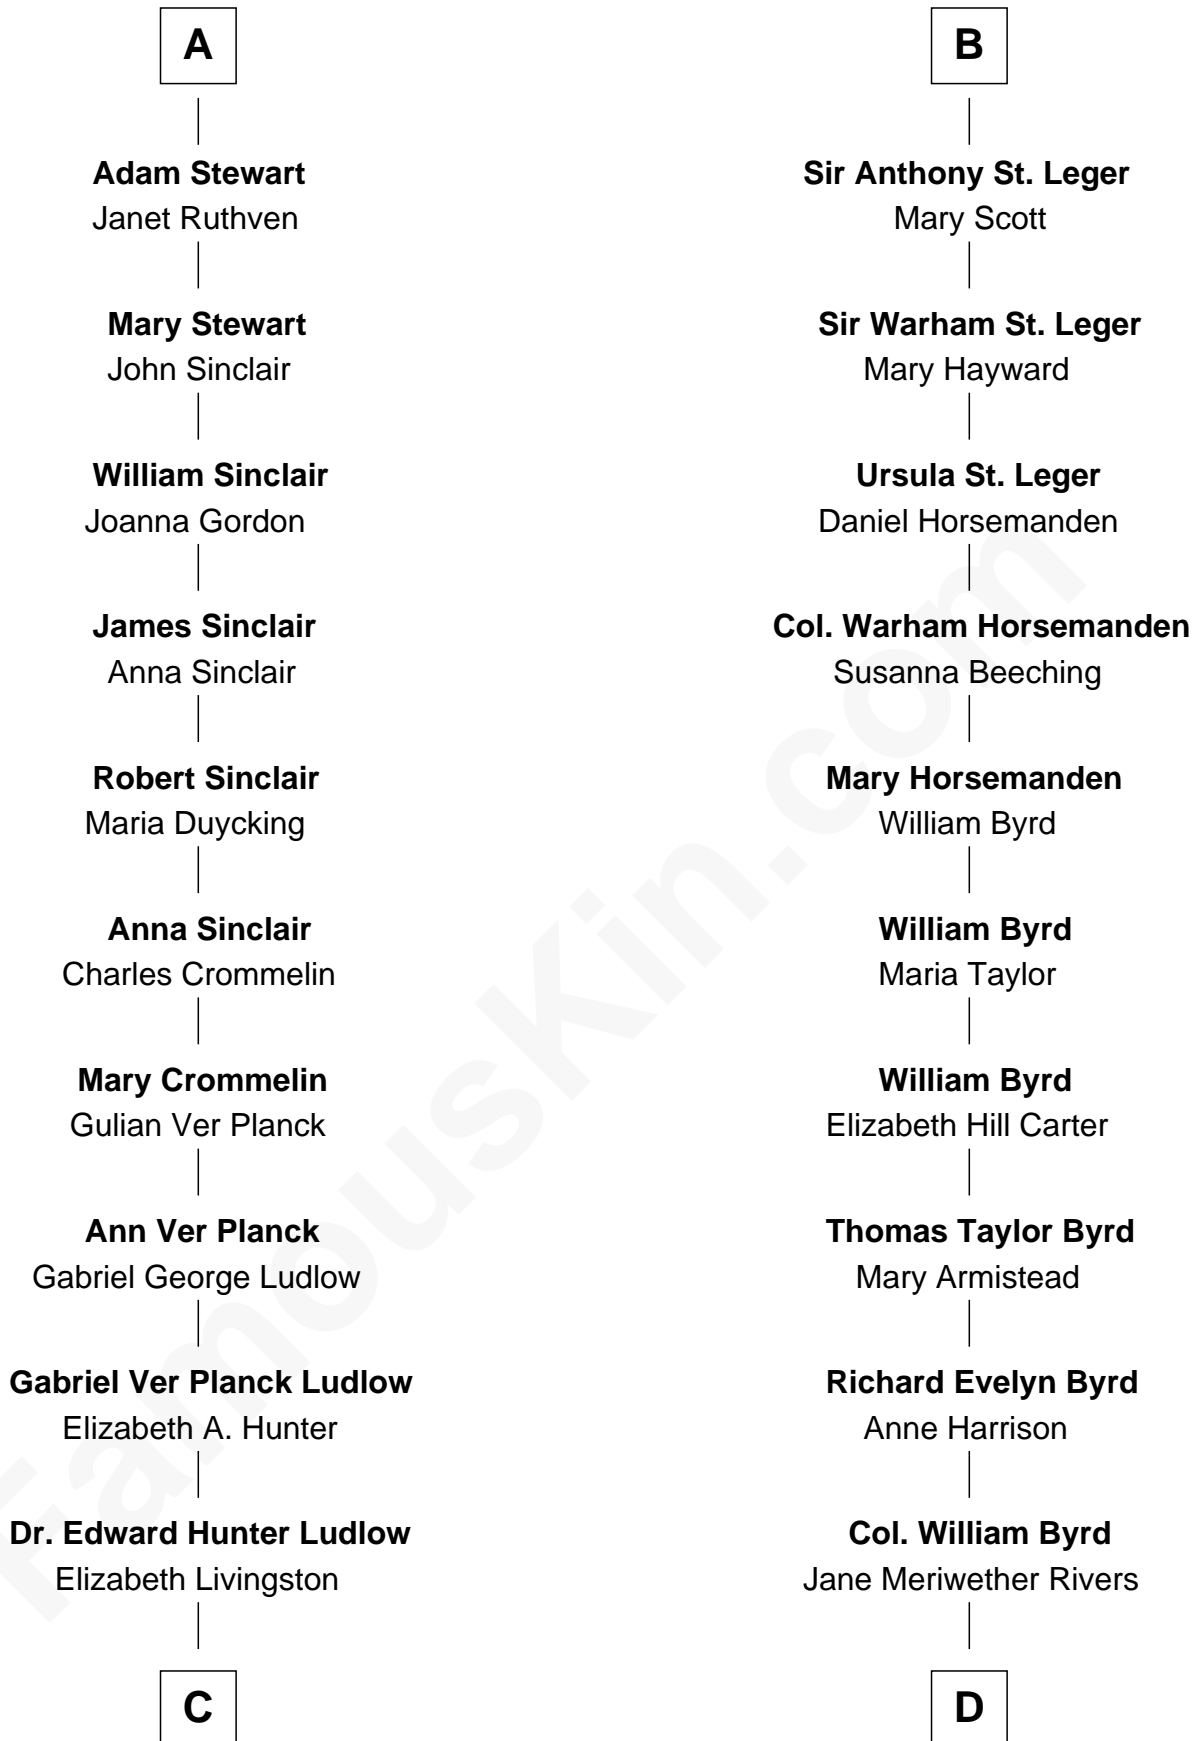 A
Adam Stewart
Janet Ruthven
Mary Stewart
John Sinclair
William Sinclair
Joanna Gordon
James Sinclair
Anna Sinclair
Robert Sinclair
Maria Duycking
Anna Sinclair
Charles Crommelin
Mary Crommelin
Gulian Ver Planck
Ann Ver Planck
Gabriel George Ludlow
Gabriel Ver Planck Ludlow
Elizabeth A. Hunter
Dr. Edward Hunter Ludlow
Elizabeth Livingston
C
B
Sir Anthony St. Leger
Mary Scott
Sir Warham St. Leger
Mary Hayward
Ursula St. Leger
Daniel Horsemanden
Col. Warham Horsemanden
Susanna Beeching
Mary Horsemanden
William Byrd
William Byrd
Maria Taylor
William Byrd
Elizabeth Hill Carter
Thomas Taylor Byrd
Mary Armistead
Richard Evelyn Byrd
Anne Harrison
Col. William Byrd
Jane Meriwether Rivers
D
FamousKin.com